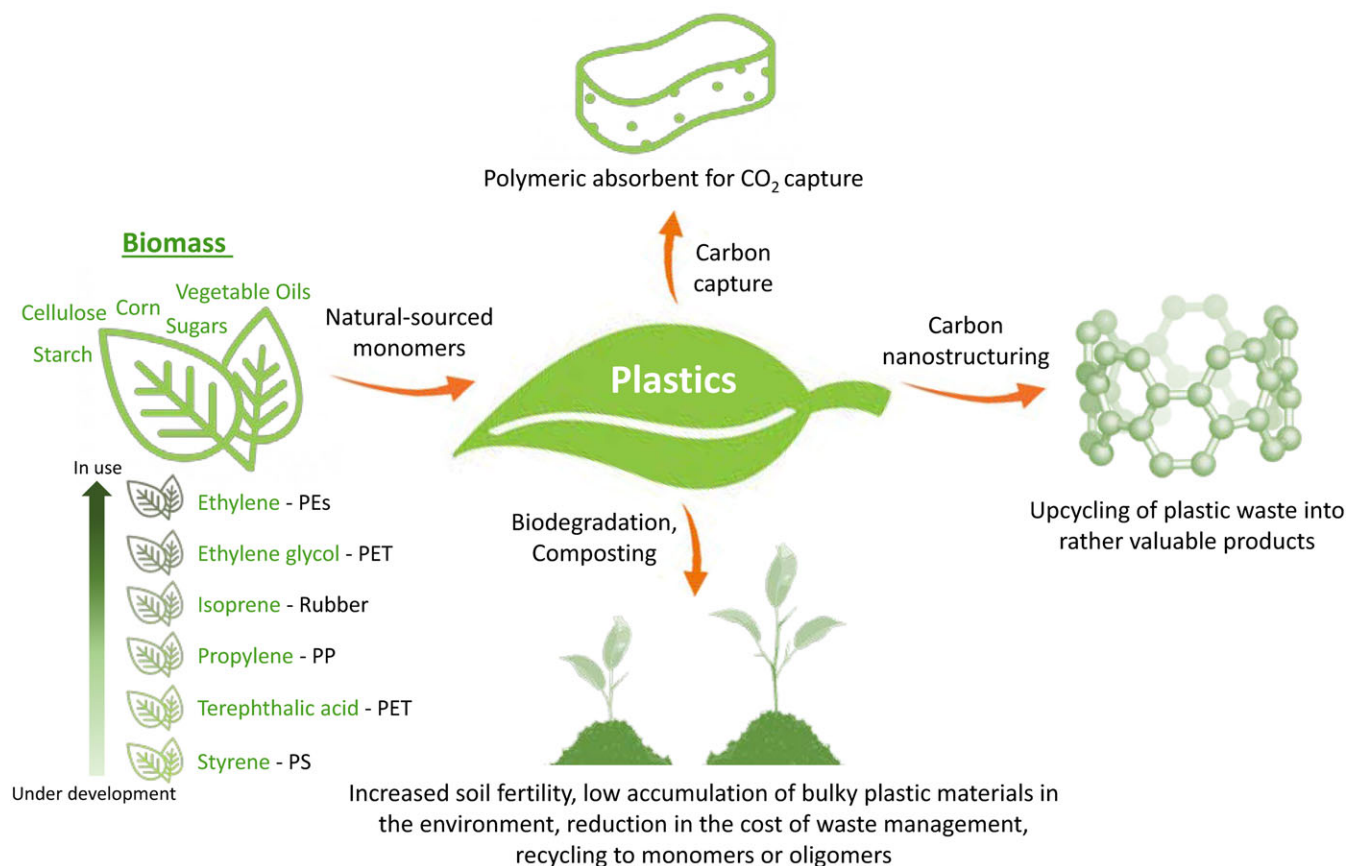 Polymeric absorbent for CO₂ capture
Carbon
capture
Biomass
Vegetable Oils
Cellulose
Corn
Sugars
Starch
Natural-sourced
monomers
Plastics
Carbon
nanostructuring
Upcycling of plastic waste into
rather valuable products
In use
Ethylene - PEs
Ethylene glycol - PET
Isoprene - Rubber
Propylene - PP
Terephthalic acid - PET
Styrene - PS
Under development
Biodegradation,
Composting
Increased soil fertility, low accumulation of bulky plastic materials in
the environment, reduction in the cost of waste management,
recycling to monomers or oligomers